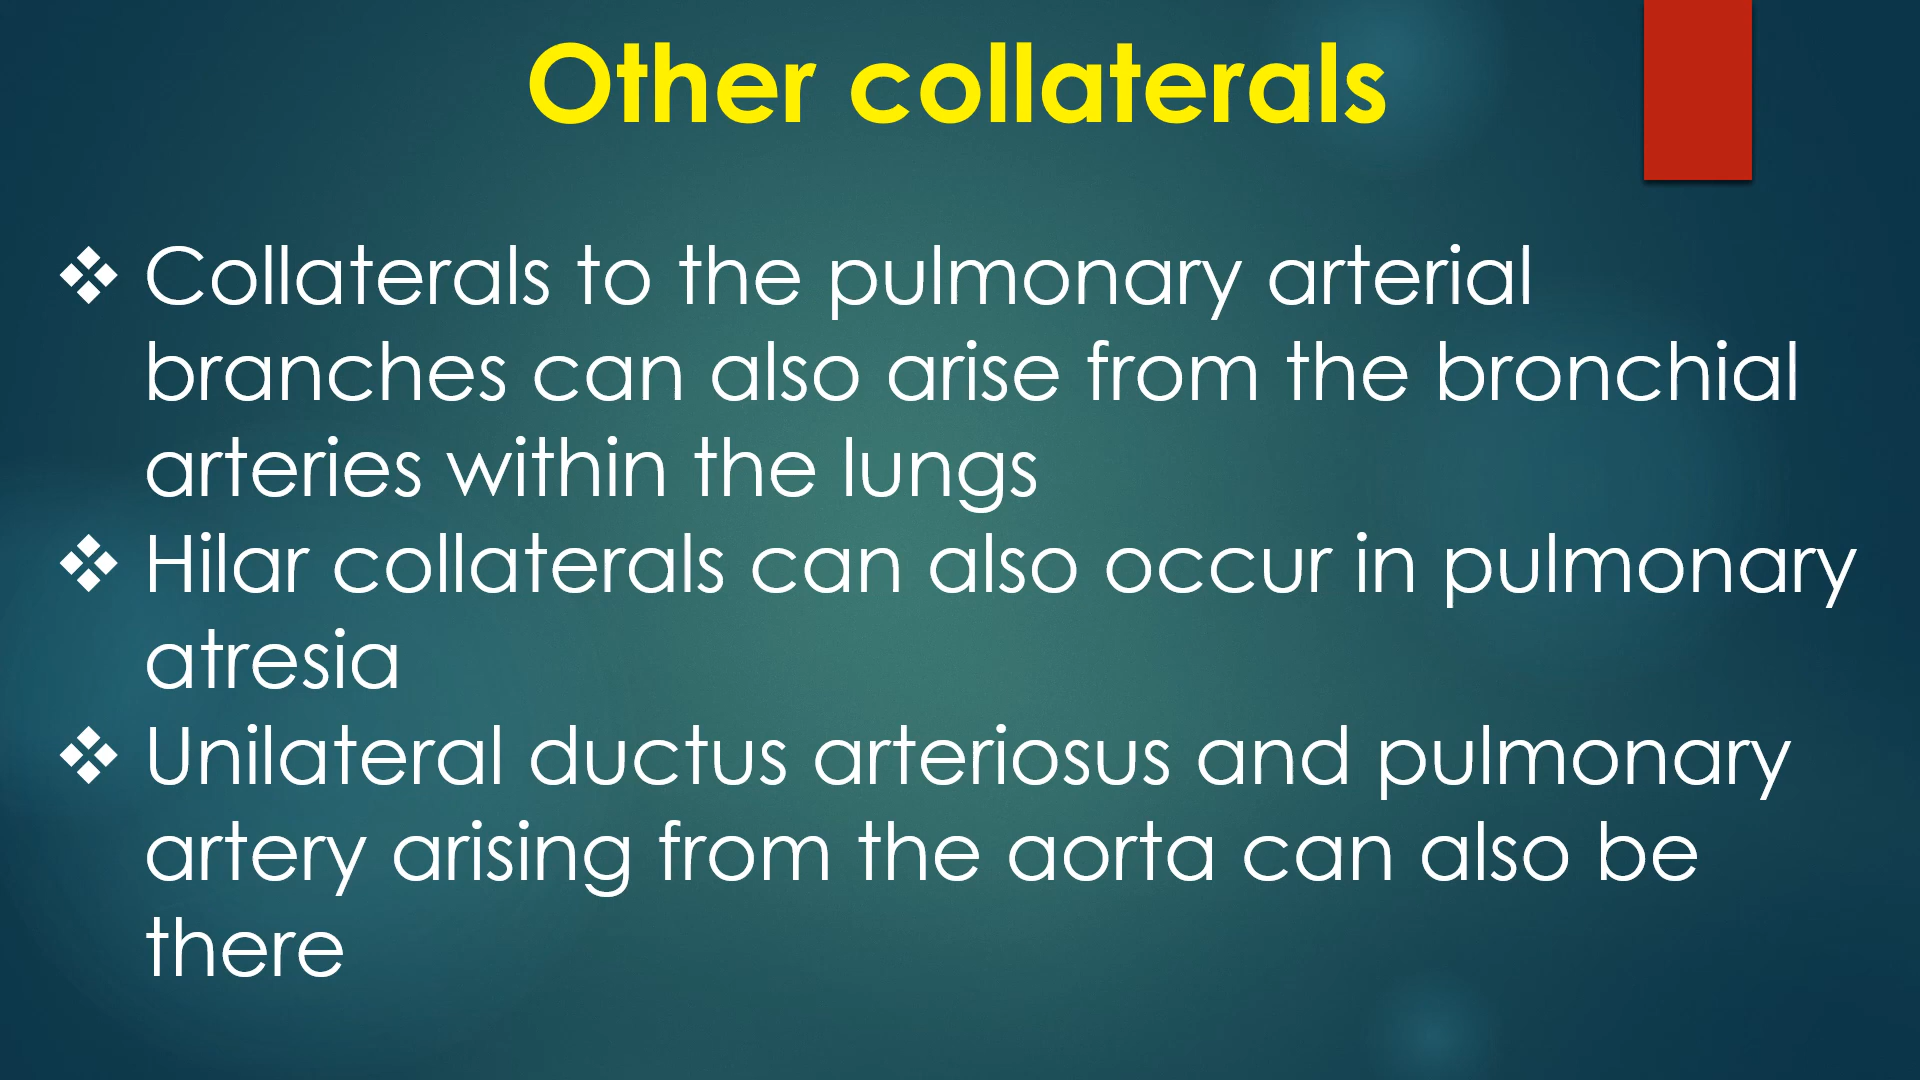 Other collaterals
❖ Collaterals to the pulmonary arterial
branches can also arise from the bronchial
arteries within the lungs
❖ Hilar collaterals can also occur in pulmonary
atresia
❖ Unilateral ductus arteriosus and pulmonary
artery arising from the aorta can also be
there